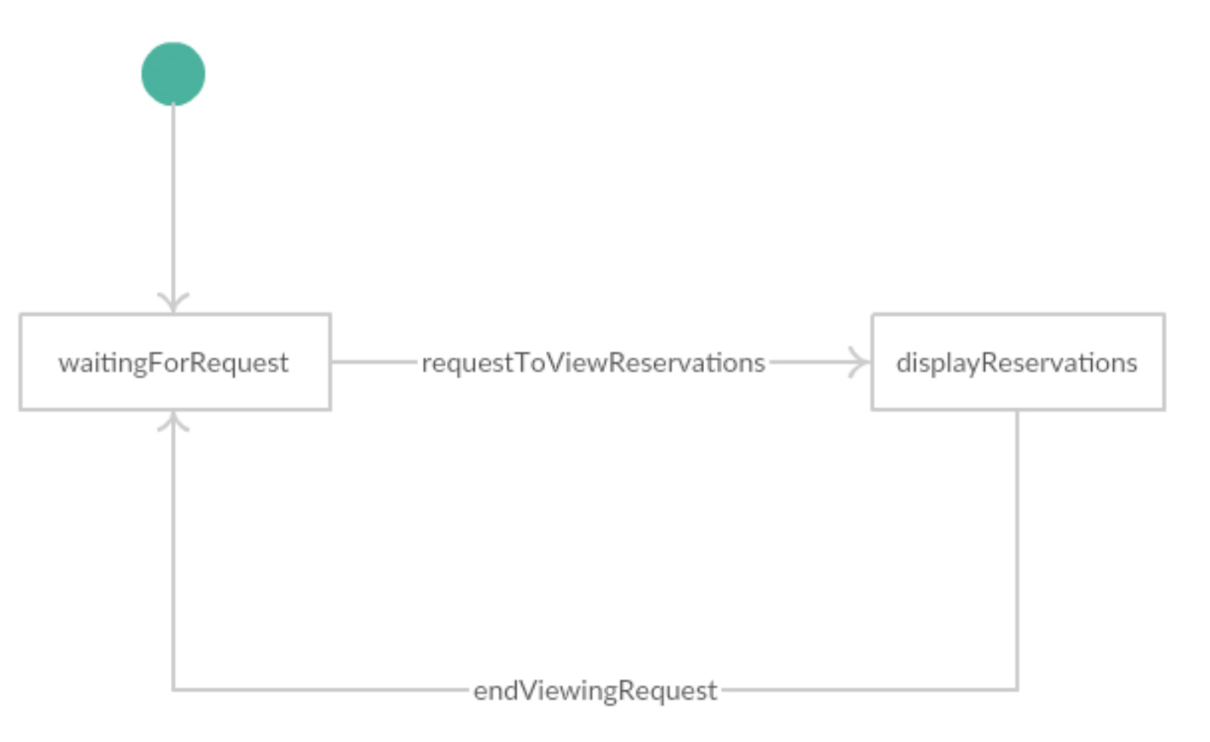 waitingForRequest
requestToViewReservations
displayReservations
endViewingRequest